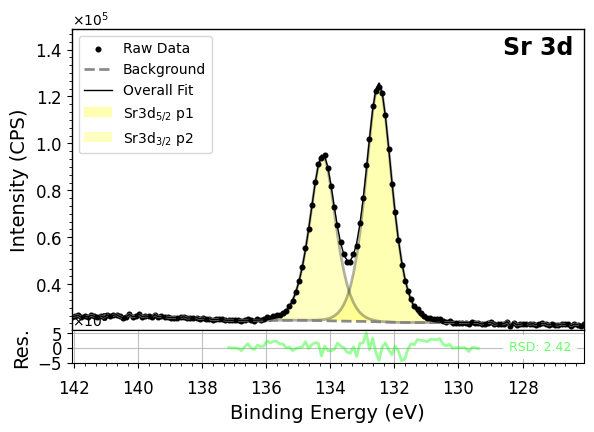 ×10⁵
Sr 3d
Raw Data
Background
Overall Fit
Sr3d₅/₂ p1
Sr3d₃/₂ p2
Intensity (CPS)
1.4
1.2
1.0
0.8
0.6
0.4
5
0
−5
Res.
RSD: 2.42
142 140 138 136 134 132 130 128
Binding Energy (eV)